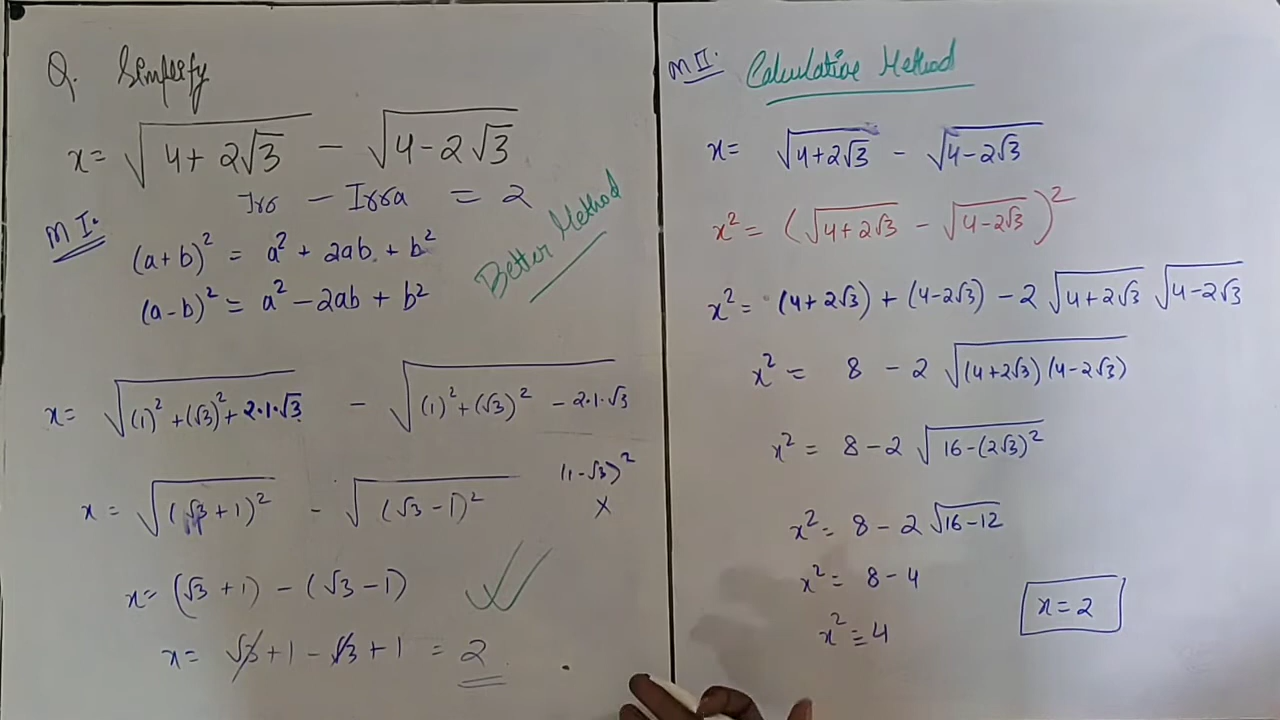 Q. Simplify
x = √(4 + 2√3) − √(4 − 2√3)
Irr − Irra = 2
M I.
Better Method
(a + b)² = a² + 2ab + b²
(a − b)² = a² − 2ab + b²
x = √((1)² + (√3)² + 2·1·√3) − √((1)² + (√3)² − 2·1·√3)
(1 − √3)²
x = √((√3 + 1)²) − √((√3 − 1)²) ×
x = (√3 + 1) − (√3 − 1)
x = √3 + 1 − √3 + 1 = 2
M II. Calculative Method
x = √(4 + 2√3) − √(4 − 2√3)
x² = (√(4 + 2√3) − √(4 − 2√3))²
x² = (4 + 2√3) + (4 − 2√3) − 2 √(4 + 2√3) √(4 − 2√3)
x² = 8 − 2 √((4 + 2√3) (4 − 2√3))
x² = 8 − 2 √(16 − (2√3)²)
x² = 8 − 2 √(16 − 12)
x² = 8 − 4
x² = 4
x = 2